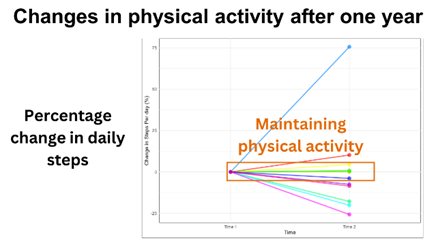 Changes in physical activity after one year
Percentage
change in daily
steps
Change in Steps Per day (%)
75
50
25
0
-25
Maintaining
physical activity
Time 1
Time 2
Time